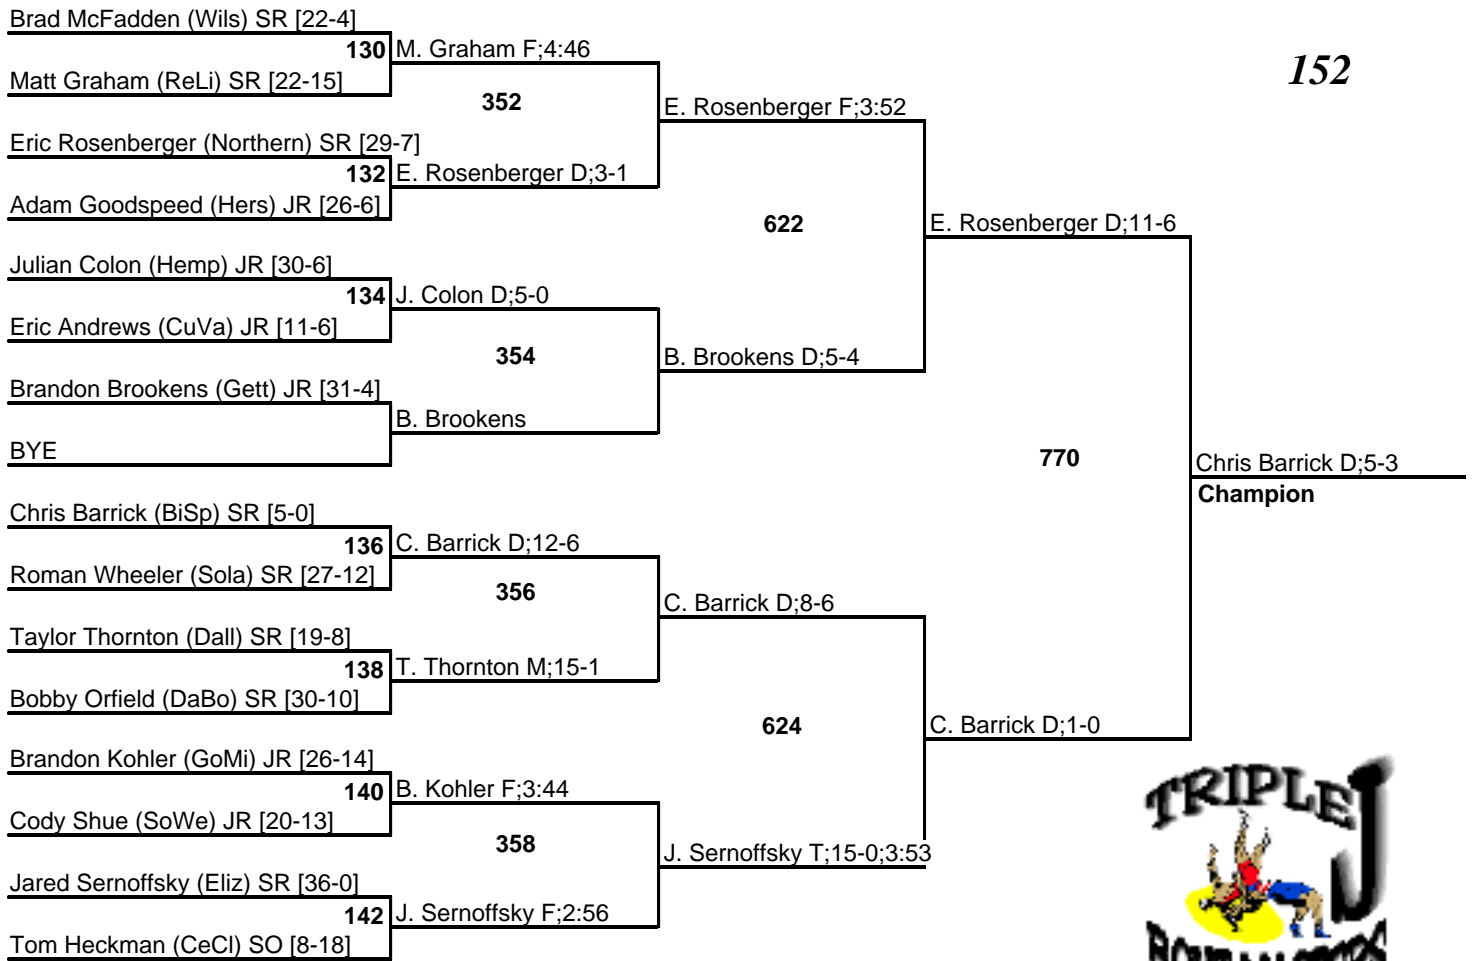 Brad McFadden (Wils) SR [22-4]
130 M. Graham F;4:46
Matt Graham (ReLi) SR [22-15]
152
352
E. Rosenberger F;3:52
Eric Rosenberger (Northern) SR [29-7]
132 E. Rosenberger D;3-1
Adam Goodspeed (Hers) JR [26-6]
622
E. Rosenberger D;11-6
Julian Colon (Hemp) JR [30-6]
134 J. Colon D;5-0
Eric Andrews (CuVa) JR [11-6]
354
B. Brookens D;5-4
Brandon Brookens (Gett) JR [31-4]
B. Brookens
BYE
770
Chris Barrick D;5-3
Champion
Chris Barrick (BiSp) SR [5-0]
136 C. Barrick D;12-6
Roman Wheeler (Sola) SR [27-12]
356
C. Barrick D;8-6
Taylor Thornton (Dall) SR [19-8]
138 T. Thornton M;15-1
Bobby Orfield (DaBo) SR [30-10]
624
C. Barrick D;1-0
Brandon Kohler (GoMi) JR [26-14]
140 B. Kohler F;3:44
Cody Shue (SoWe) JR [20-13]
358
J. Sernoffsky T;15-0;3:53
Jared Sernoffsky (Eliz) SR [36-0]
142 J. Sernoffsky F;2:56
Tom Heckman (CeCl) SO [8-18]
TRIPLE J